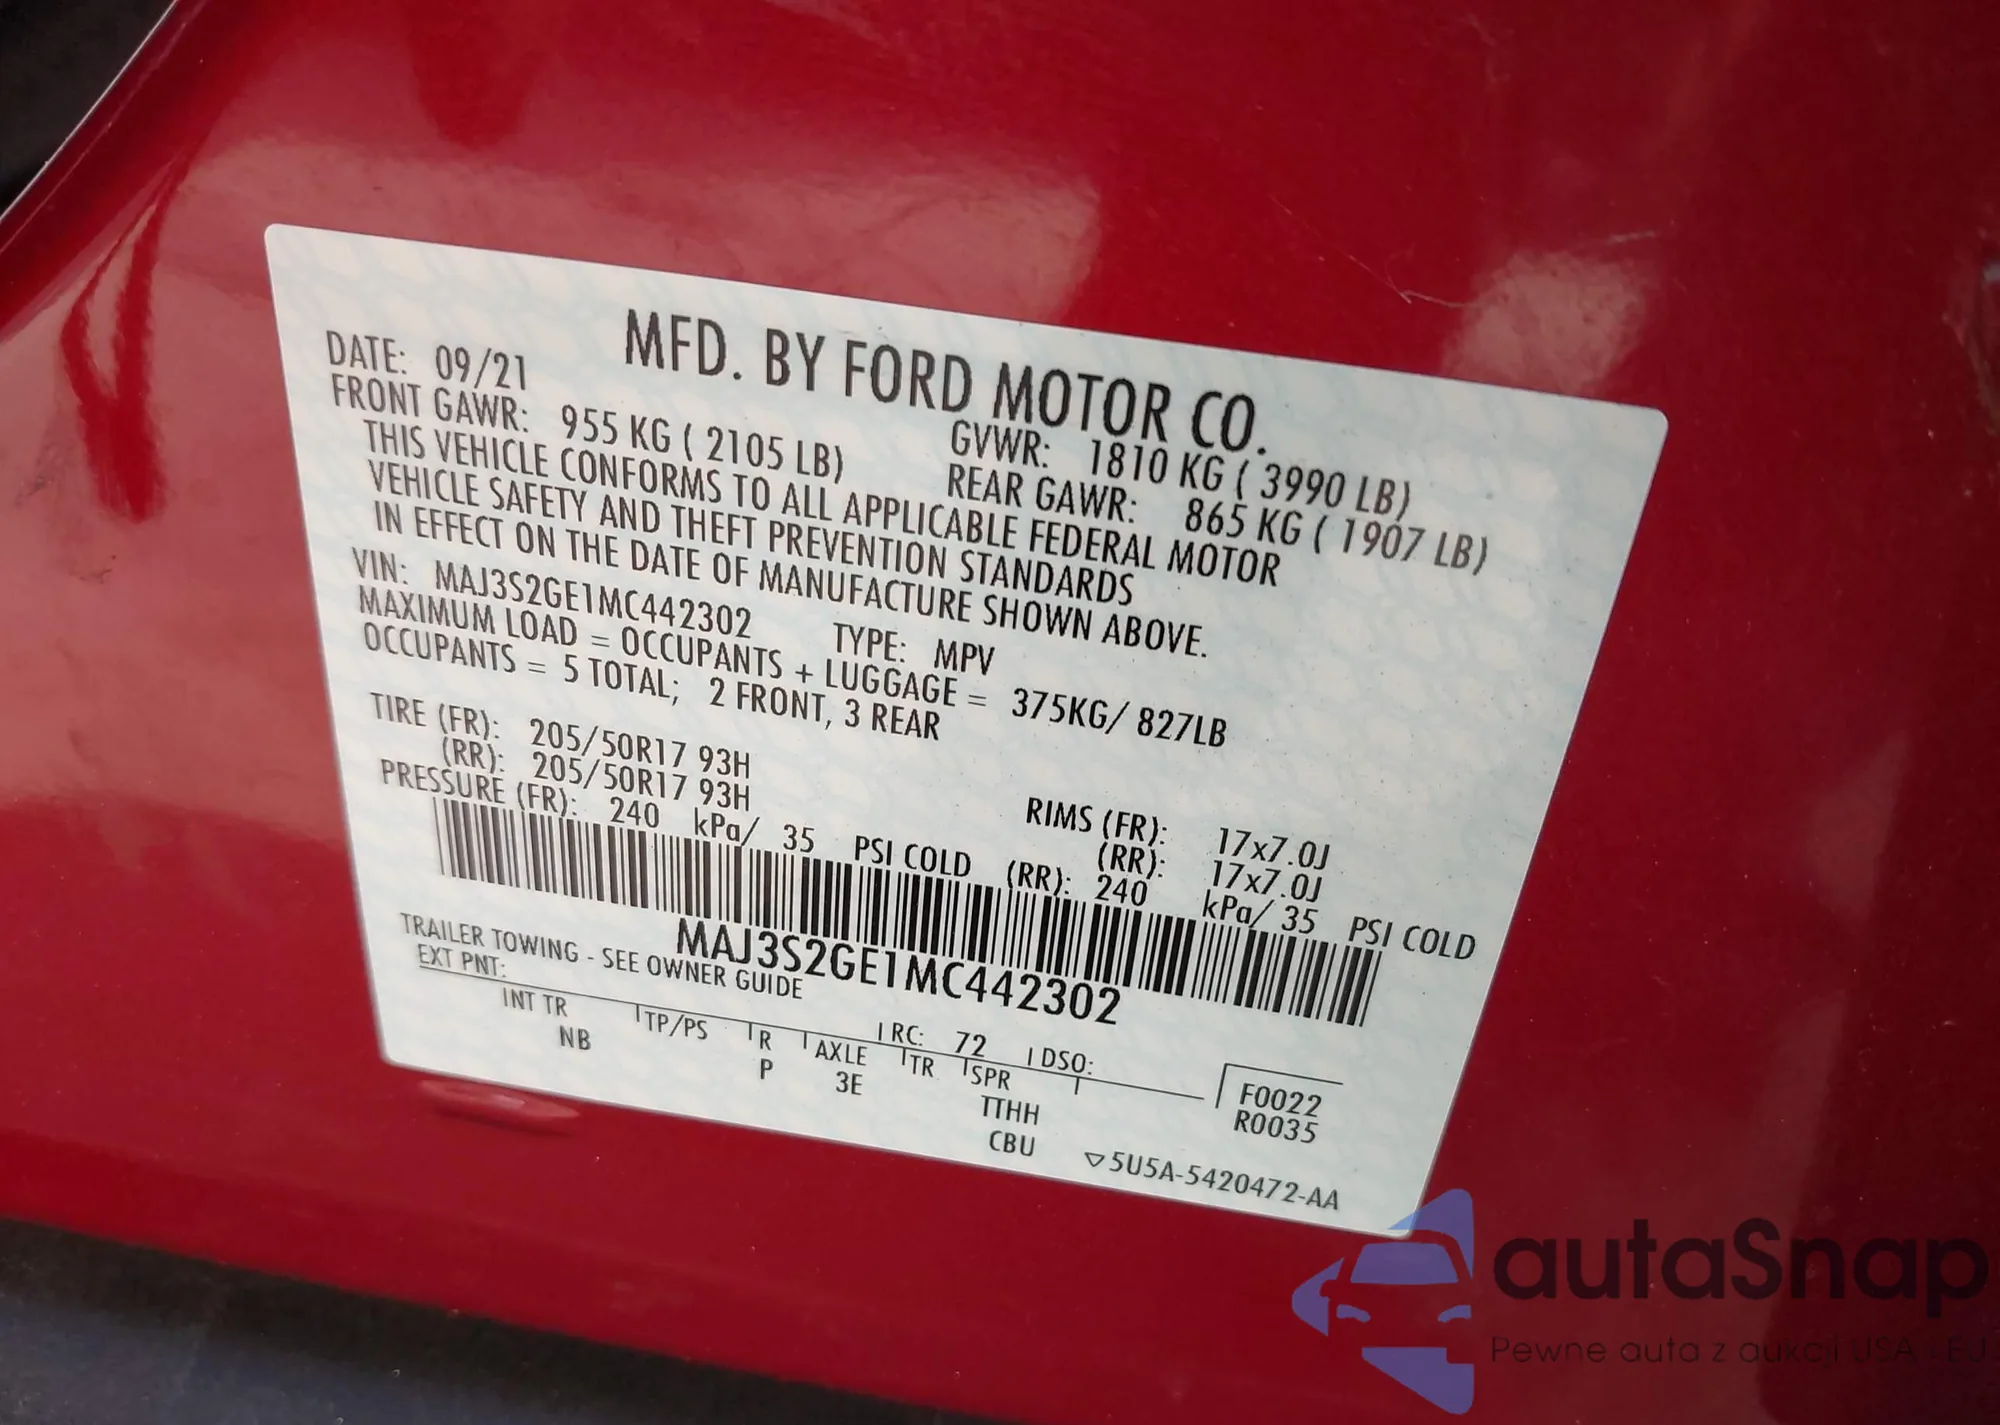 MFD. BY FORD MOTOR CO.
DATE: 09/21 GVWR: 1810 KG ( 3990 LB)
FRONT GAWR: 955 KG ( 2105 LB) REAR GAWR: 865 KG ( 1907 LB)
THIS VEHICLE CONFORMS TO ALL APPLICABLE FEDERAL MOTOR
VEHICLE SAFETY AND THEFT PREVENTION STANDARDS
IN EFFECT ON THE DATE OF MANUFACTURE SHOWN ABOVE.
VIN: MAJ3S2GE1MC442302 TYPE: MPV
MAXIMUM LOAD = OCCUPANTS + LUGGAGE = 375KG/ 827LB
OCCUPANTS = 5 TOTAL; 2 FRONT, 3 REAR
TIRE (FR): 205/50R17 93H RIMS (FR): 17x7.0J
(RR): 205/50R17 93H (RR): 17x7.0J
PRESSURE (FR): 240 kPa/ 35 PSI COLD (RR): 240 kPa/ 35 PSI COLD
MAJ3S2GE1MC442302
TRAILER TOWING - SEE OWNER GUIDE
EXT PNT: RC: 72 DSO:
INT TR TP/PS R AXLE TR SPR
NB P 3E TTHH
CBU
F0022
R0035
▽5U5A-5420472-AA
autaSnap
Pewne auta z aukcji USA i EU